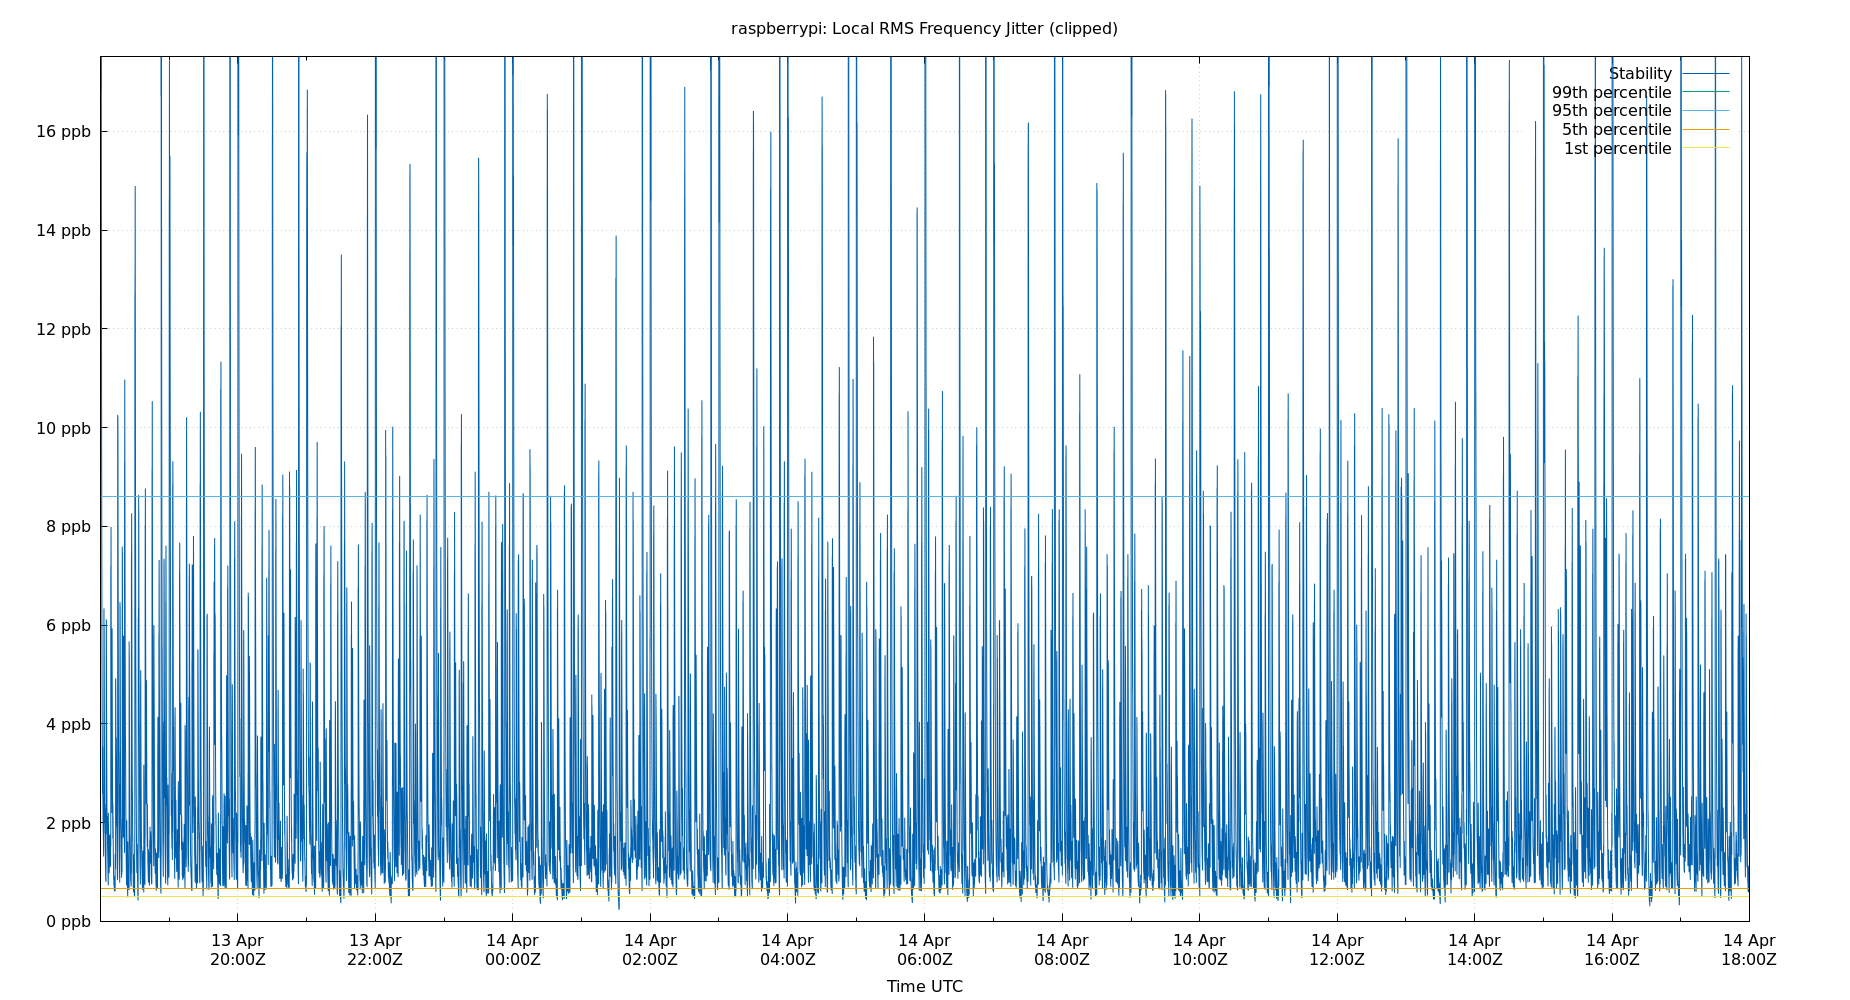 raspberrypi: Local RMS Frequency Jitter (clipped)
Stability
99th percentile
95th percentile
5th percentile
1st percentile
16 ppb
14 ppb
12 ppb
10 ppb
8 ppb
6 ppb
4 ppb
2 ppb
0 ppb
13 Apr 13 Apr 14 Apr 14 Apr 14 Apr 14 Apr 14 Apr 14 Apr 14 Apr 14 Apr 14 Apr 14 Apr
20:00Z 22:00Z 00:00Z 02:00Z 04:00Z 06:00Z 08:00Z 10:00Z 12:00Z 14:00Z 16:00Z 18:00Z
Time UTC